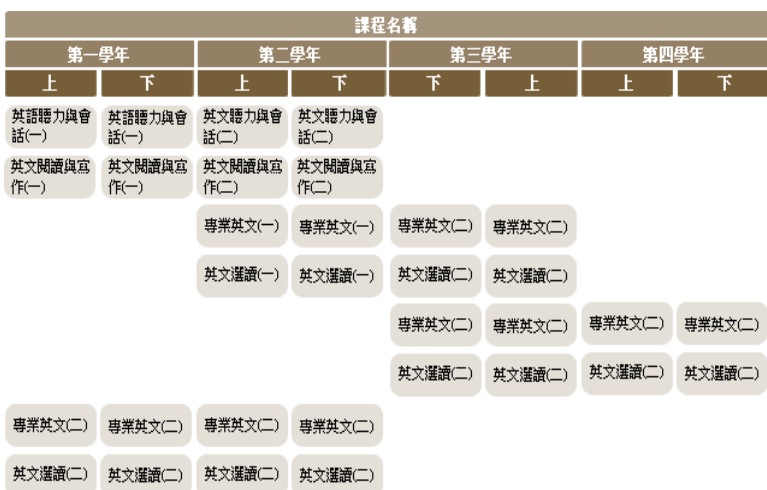 課程名稱
第一學年 第二學年 第三學年 第四學年
上 下 上 下 下 上 上 下
英語聽力與會 英語聽力與會 英文聽力與會 英文聽力與會
話(一) 話(一) 話(二) 話(二)
英文閱讀與寫 英文閱讀與寫 英文閱讀與寫 英文閱讀與寫
作(一) 作(一) 作(二) 作(二)
專業英文(一) 專業英文(一) 專業英文(二) 專業英文(二)
英文選讀(一) 英文選讀(一) 英文選讀(二) 英文選讀(二)
專業英文(二) 專業英文(二) 專業英文(二) 專業英文(二)
英文選讀(二) 英文選讀(二) 英文選讀(二) 英文選讀(二)
專業英文(二) 專業英文(二) 專業英文(二) 專業英文(二)
英文選讀(二) 英文選讀(二) 英文選讀(二) 英文選讀(二)